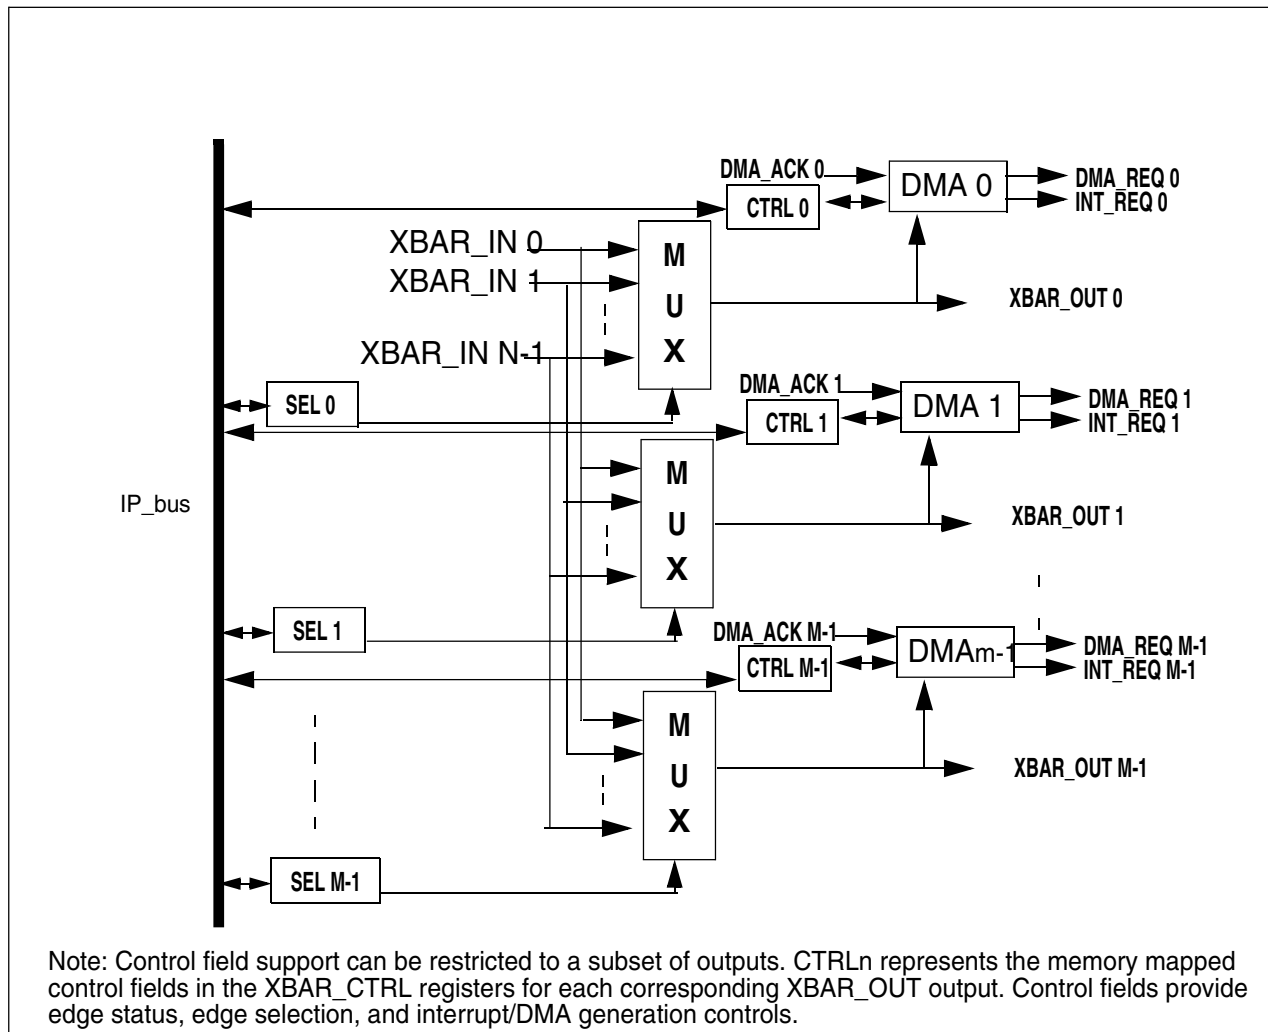 DMA_ACK 0
DMA 0
DMA_REQ 0
CTRL 0
INT_REQ 0
XBAR_IN 0
XBAR_IN 1
XBAR_IN N-1
M
U
X
XBAR_OUT 0
SEL 0
DMA_ACK 1
DMA 1
DMA_REQ 1
CTRL 1
INT_REQ 1
IP_bus
M
U
X
XBAR_OUT 1
SEL 1
DMA_ACK M-1
DMAm-1
DMA_REQ M-1
CTRL M-1
INT_REQ M-1
M
U
X
XBAR_OUT M-1
SEL M-1
Note: Control field support can be restricted to a subset of outputs. CTRLn represents the memory mapped
control fields in the XBAR_CTRL registers for each corresponding XBAR_OUT output. Control fields provide
edge status, edge selection, and interrupt/DMA generation controls.